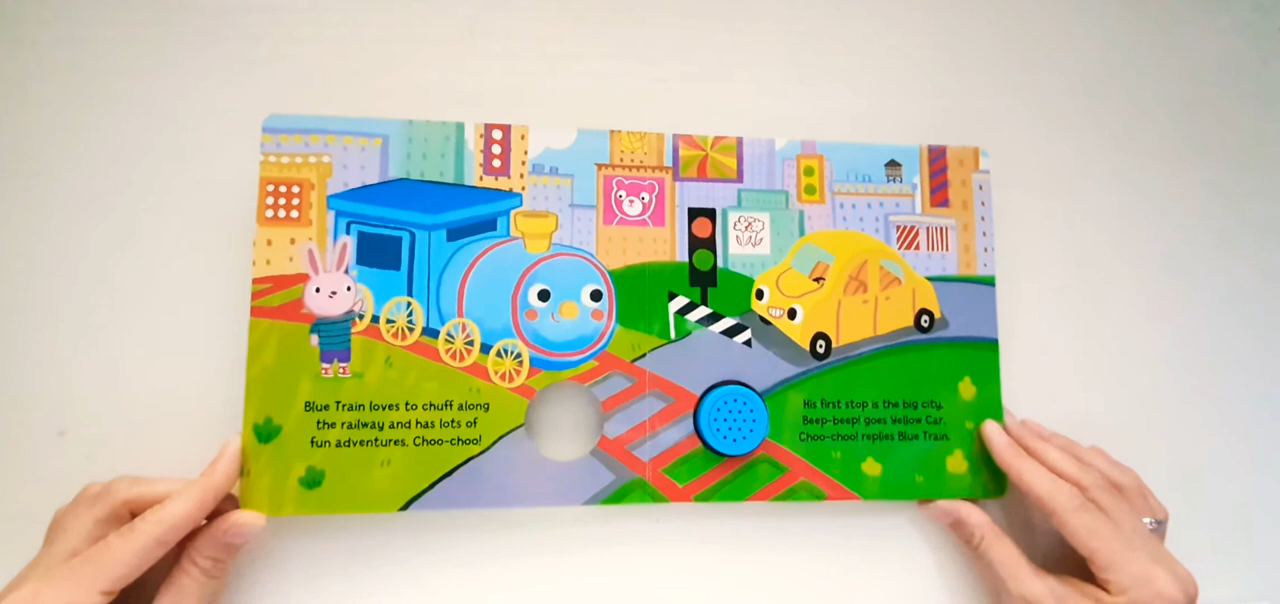 Blue Train loves to chuff along
the railway and has lots of
fun adventures. Choo-choo!
His first stop is the big city.
Beep-beep! goes Yellow Car.
Choo-choo! replies Blue Train.